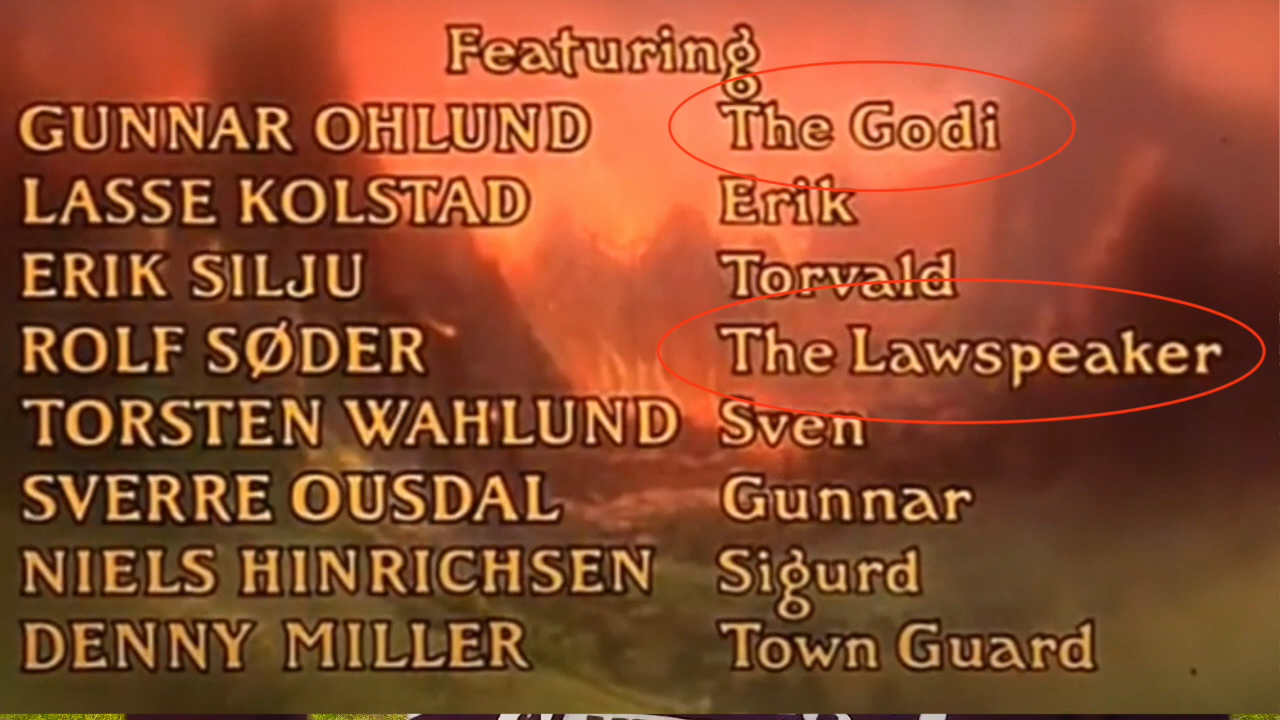 Featuring
GUNNAR OHLUND The Godi
LASSE KOLSTAD Erik
ERIK SILJU Torvald
ROLF SØDER The Lawspeaker
TORSTEN WAHLUND Sven
SVERRE OUSDAL Gunnar
NIELS HINRICHSEN Sigurd
DENNY MILLER Town Guard